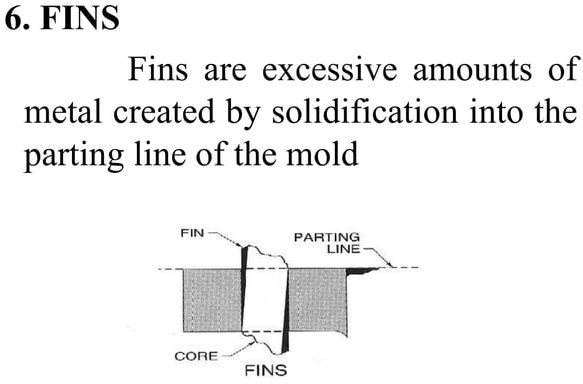 6. FINS
Fins are excessive amounts of
metal created by solidification into the
parting line of the mold
FIN
PARTING
LINE
CORE
FINS